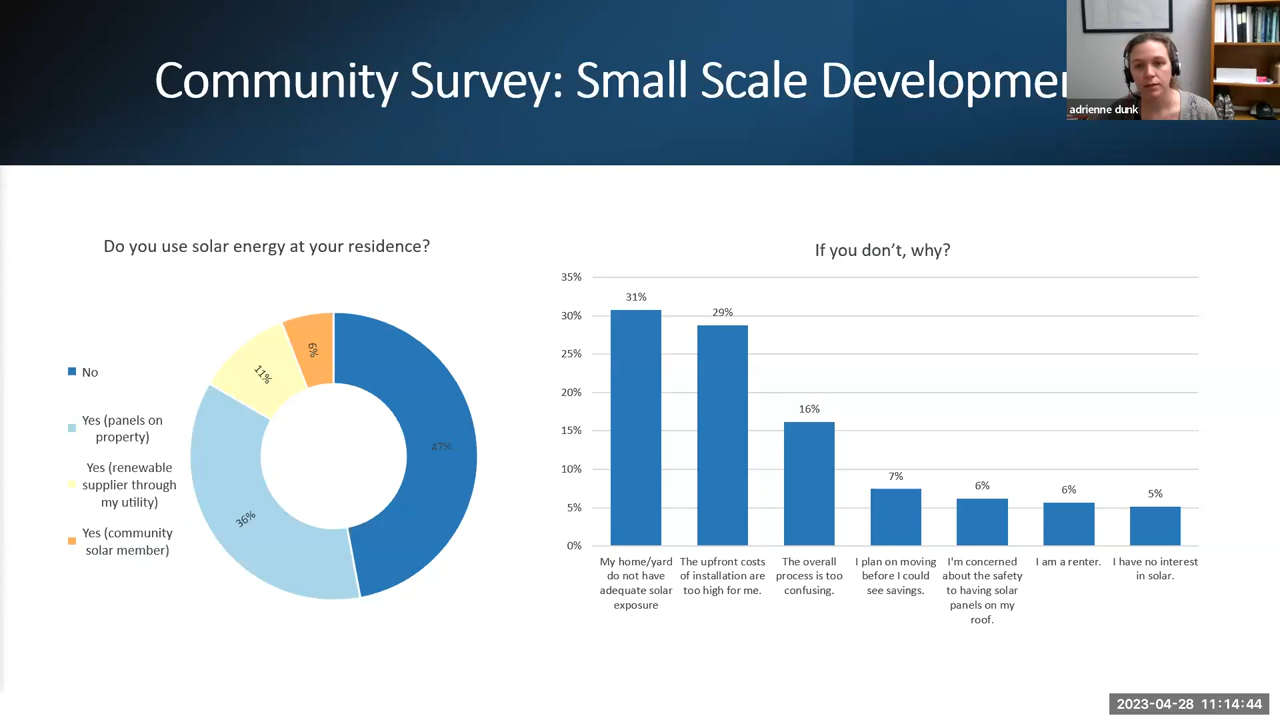 Community Survey: Small Scale Developmen
adrienne dunk
Do you use solar energy at your residence?
No
Yes (panels on
property)
Yes (renewable
supplier through
my utility)
Yes (community
solar member)
6%
11%
47%
36%
If you don’t, why?
35%
30%
25%
20%
15%
10%
5%
0%
31%
29%
16%
7%
6%
6%
5%
My home/yard
do not have
adequate solar
exposure
The upfront costs
of installation are
too high for me.
The overall
process is too
confusing.
I plan on moving
before I could
see savings.
I'm concerned
about the safety
to having solar
panels on my
roof.
I am a renter.
I have no interest
in solar.
2023-04-28 11:14:44